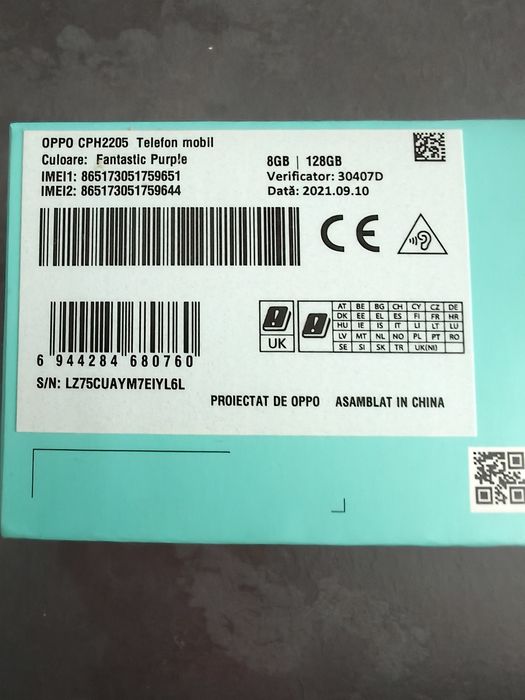 OPPO CPH2205 Telefon mobil
Culoare: Fantastic Purple
8GB | 128GB
IMEI1: 865173051759651
Verificator: 30407D
IMEI2: 865173051759644
Dată: 2021.09.10
CE
AT BE BG CH CY CZ DE
DK EE EL ES FI FR HR
HU IE IS IT LI LT LU
LV MT NL NO PL PT RO
SE SI SK TR UK(NI)
UK
6 944284 680760
S/N: LZ75CUAYM7EIYL6L
PROIECTAT DE OPPO ASAMBLAT IN CHINA